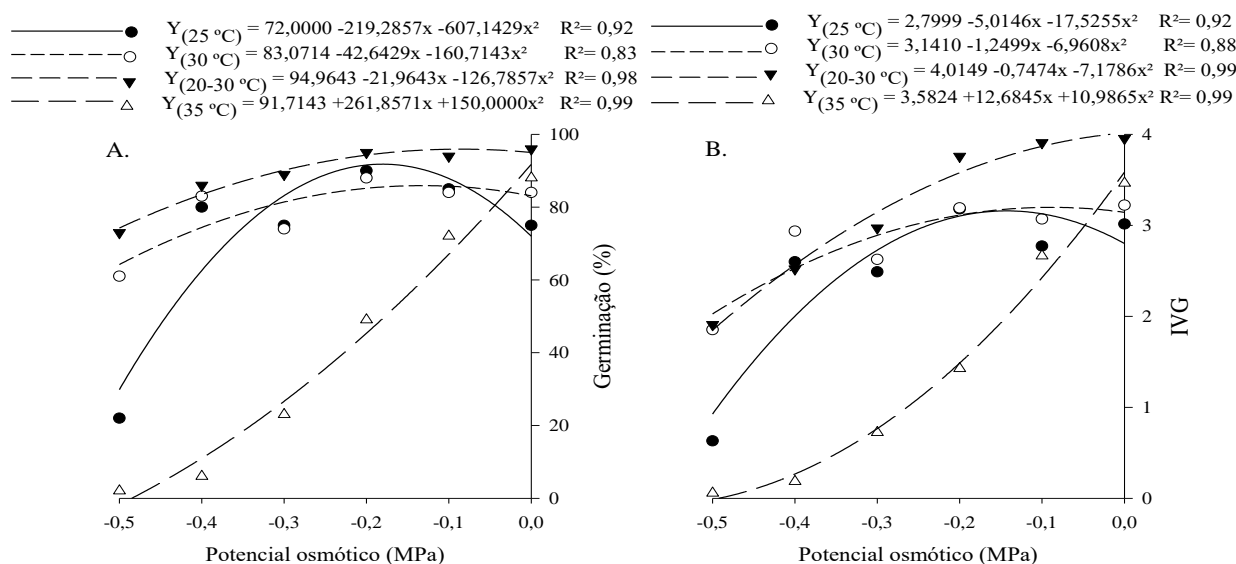 Y(25 ºC) = 72,0000 -219,2857x -607,1429x² R²= 0,92
Y(30 ºC) = 83,0714 -42,6429x -160,7143x² R²= 0,83
Y(20-30 ºC) = 94,9643 -21,9643x -126,7857x² R²= 0,98
Y(35 ºC) = 91,7143 +261,8571x +150,0000x² R²= 0,99
Y(25 ºC) = 2,7999 -5,0146x -17,5255x² R²= 0,92
Y(30 ºC) = 3,1410 -1,2499x -6,9608x² R²= 0,88
Y(20-30 ºC) = 4,0149 -0,7474x -7,1786x² R²= 0,99
Y(35 ºC) = 3,5824 +12,6845x +10,9865x² R²= 0,99
A.
100
80
60
40
20
0
Germinação (%)
-0,5 -0,4 -0,3 -0,2 -0,1 0,0
Potencial osmótico (MPa)
B.
4
3
2
1
0
IVG
-0,5 -0,4 -0,3 -0,2 -0,1 0,0
Potencial osmótico (MPa)